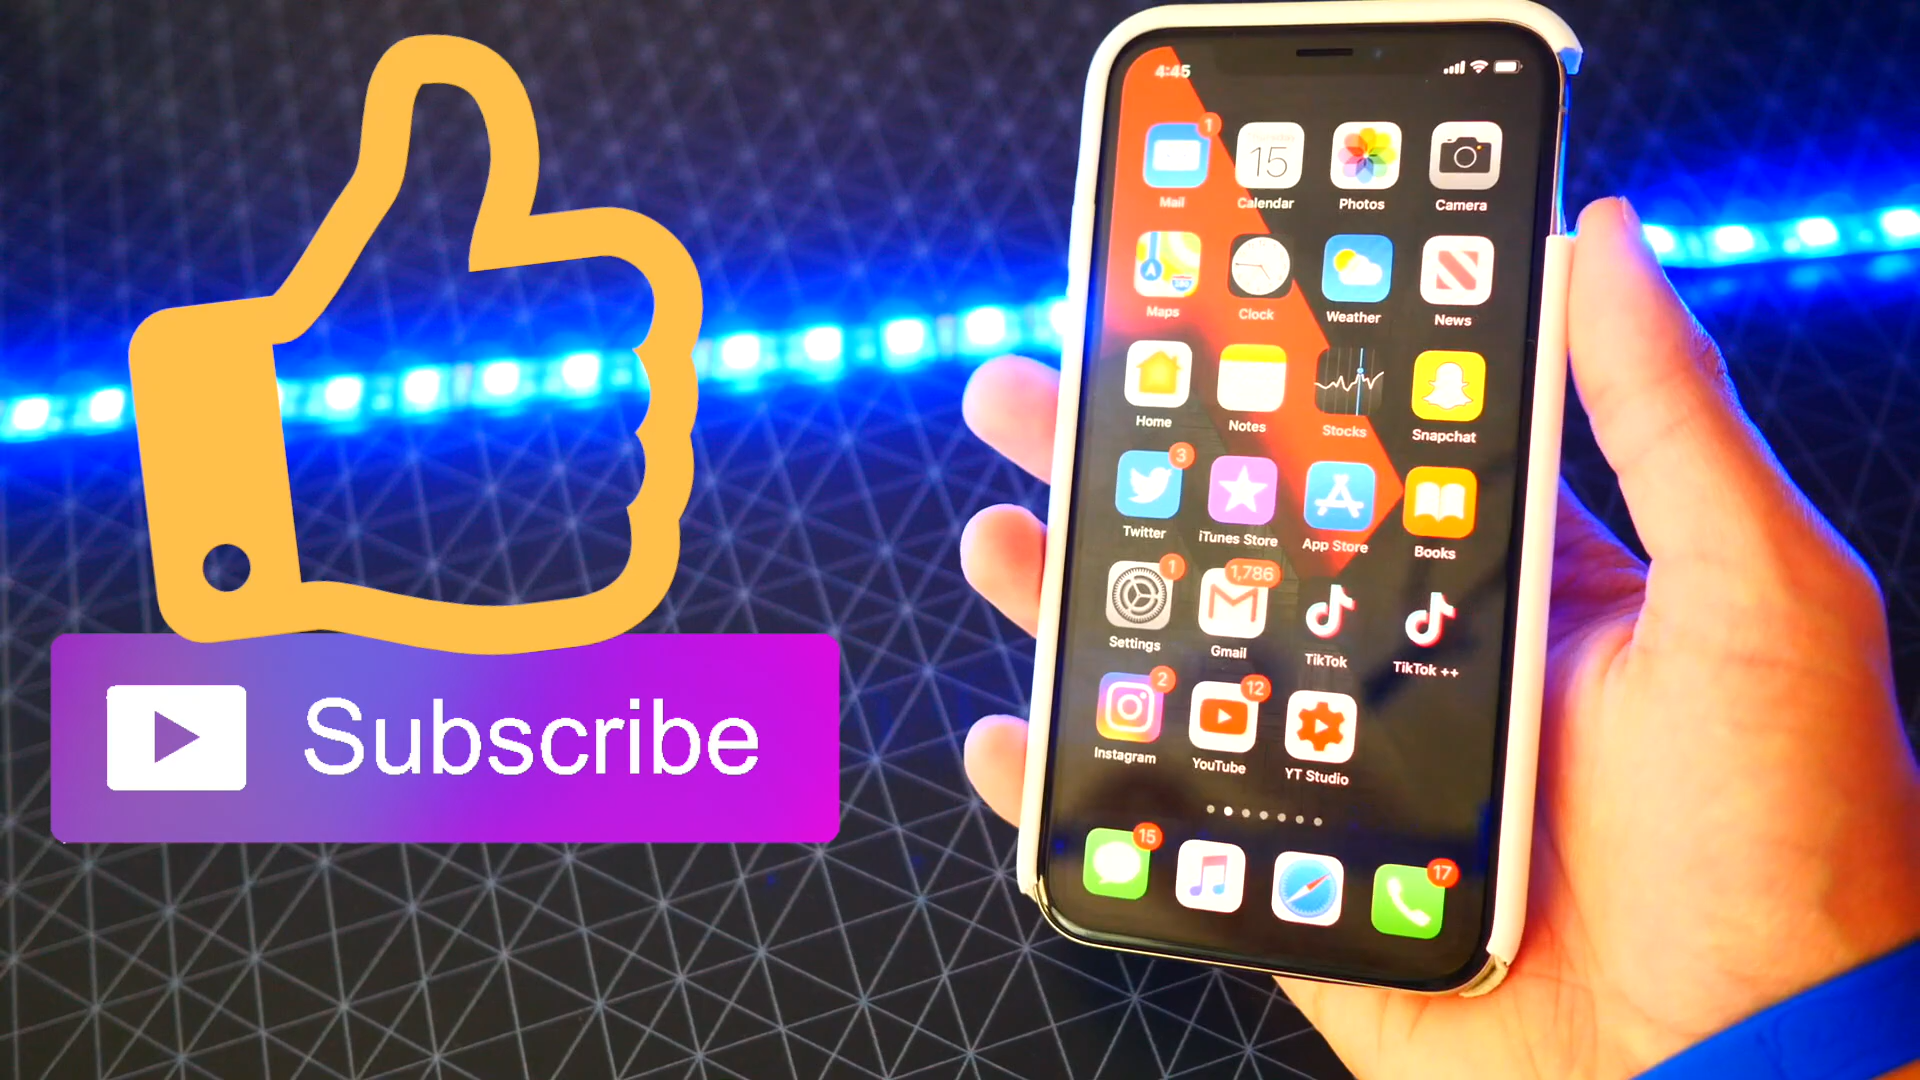 Subscribe
4:45
1
15
Mail Calendar Photos Camera
280
Maps Clock Weather News
Home Notes Stocks Snapchat
3
Twitter iTunes Store App Store Books
1 1,786
Settings Gmail TikTok TikTok ++
2 12
Instagram YouTube YT Studio
15 17